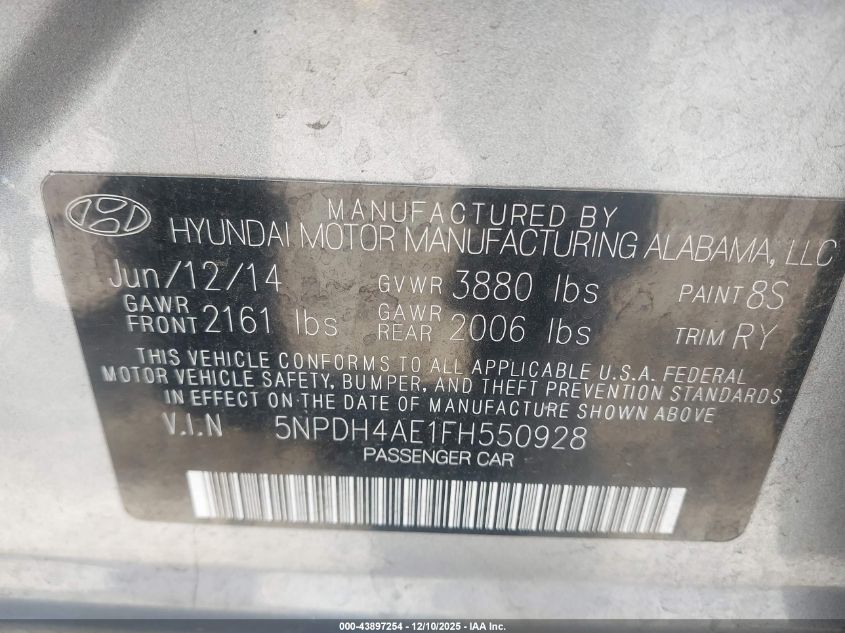 MANUFACTURED BY
HYUNDAI MOTOR MANUFACTURING ALABAMA, LLC
Jun/12/14 GVWR 3880 lbs PAINT 8S
GAWR FRONT 2161 lbs GAWR REAR 2006 lbs TRIM RY
THIS VEHICLE CONFORMS TO ALL APPLICABLE U.S.A. FEDERAL
MOTOR VEHICLE SAFETY, BUMPER, AND THEFT PREVENTION STANDARDS
IN EFFECT ON THE DATE OF MANUFACTURE SHOWN ABOVE
V.I.N 5NPDH4AE1FH550928
PASSENGER CAR
000-43897254 - 12/10/2025 - IAA Inc.